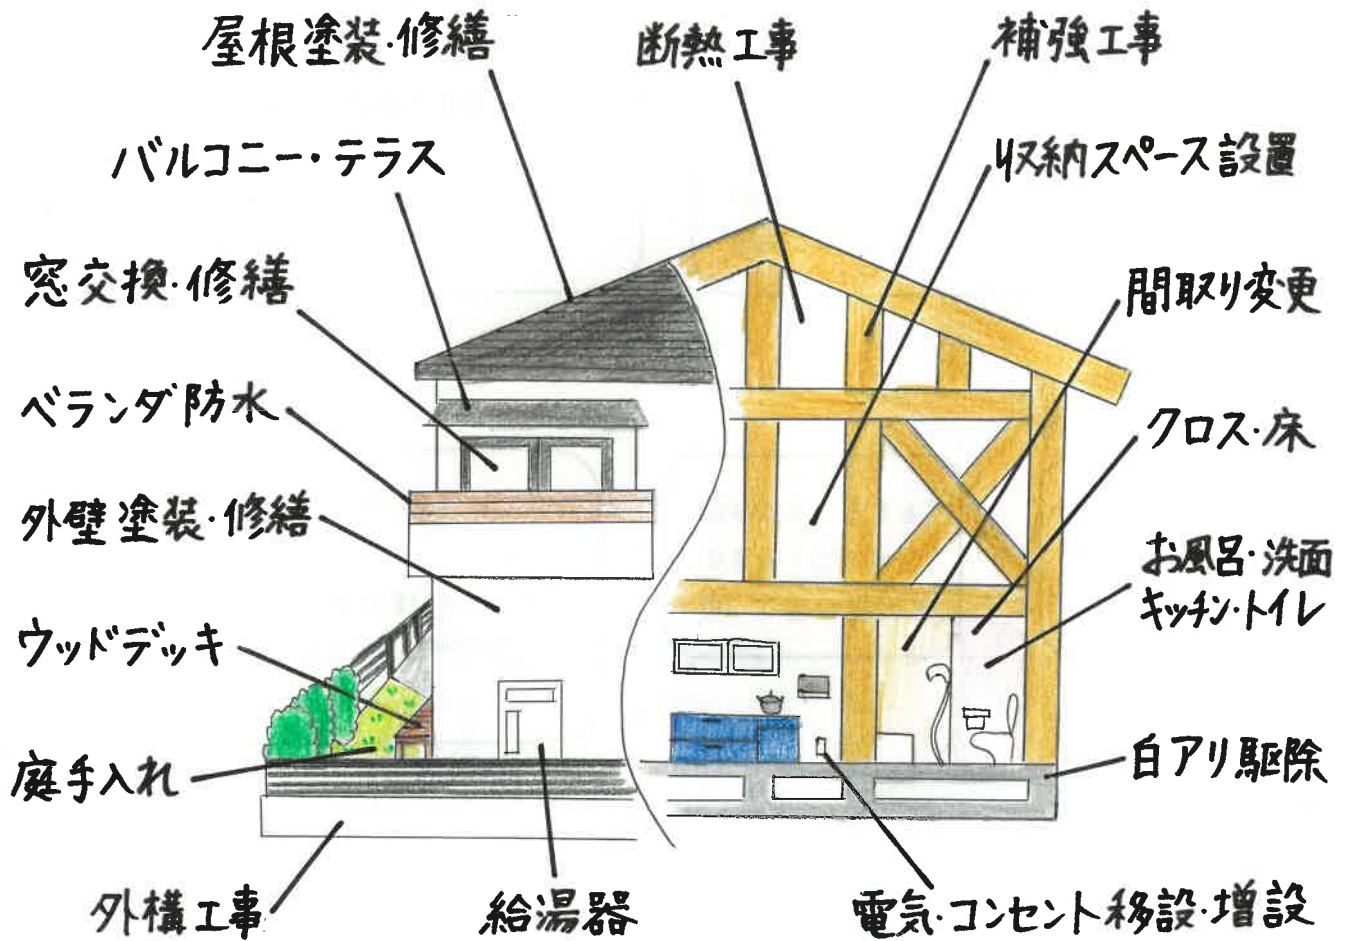 屋根塗装・修繕
断熱工事
補強工事
バルコニー・テラス
収納スペース設置
窓交換・修繕
間取り変更
ベランダ防水
クロス・床
外壁塗装・修繕
お風呂・洗面
キッチン・トイレ
ウッドデッキ
庭手入れ
白アリ駆除
外構工事
給湯器
電気・コンセント移設・増設